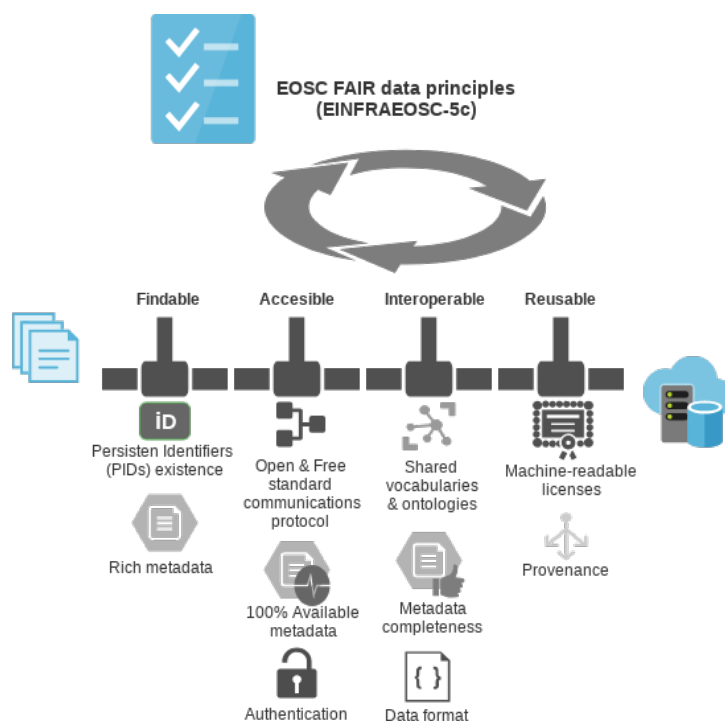 EOSC FAIR data principles
(EINFRAEOSC-5c)
Findable
Accesible
Interoperable
Reusable
iD
Persisten Identifiers
(PIDs) existence
Rich metadata
Open & Free
standard
communications
protocol
100% Available
metadata
Authentication
Shared
vocabularies
& ontologies
Metadata
completeness
{ }
Data format
Machine-readable
licenses
Provenance